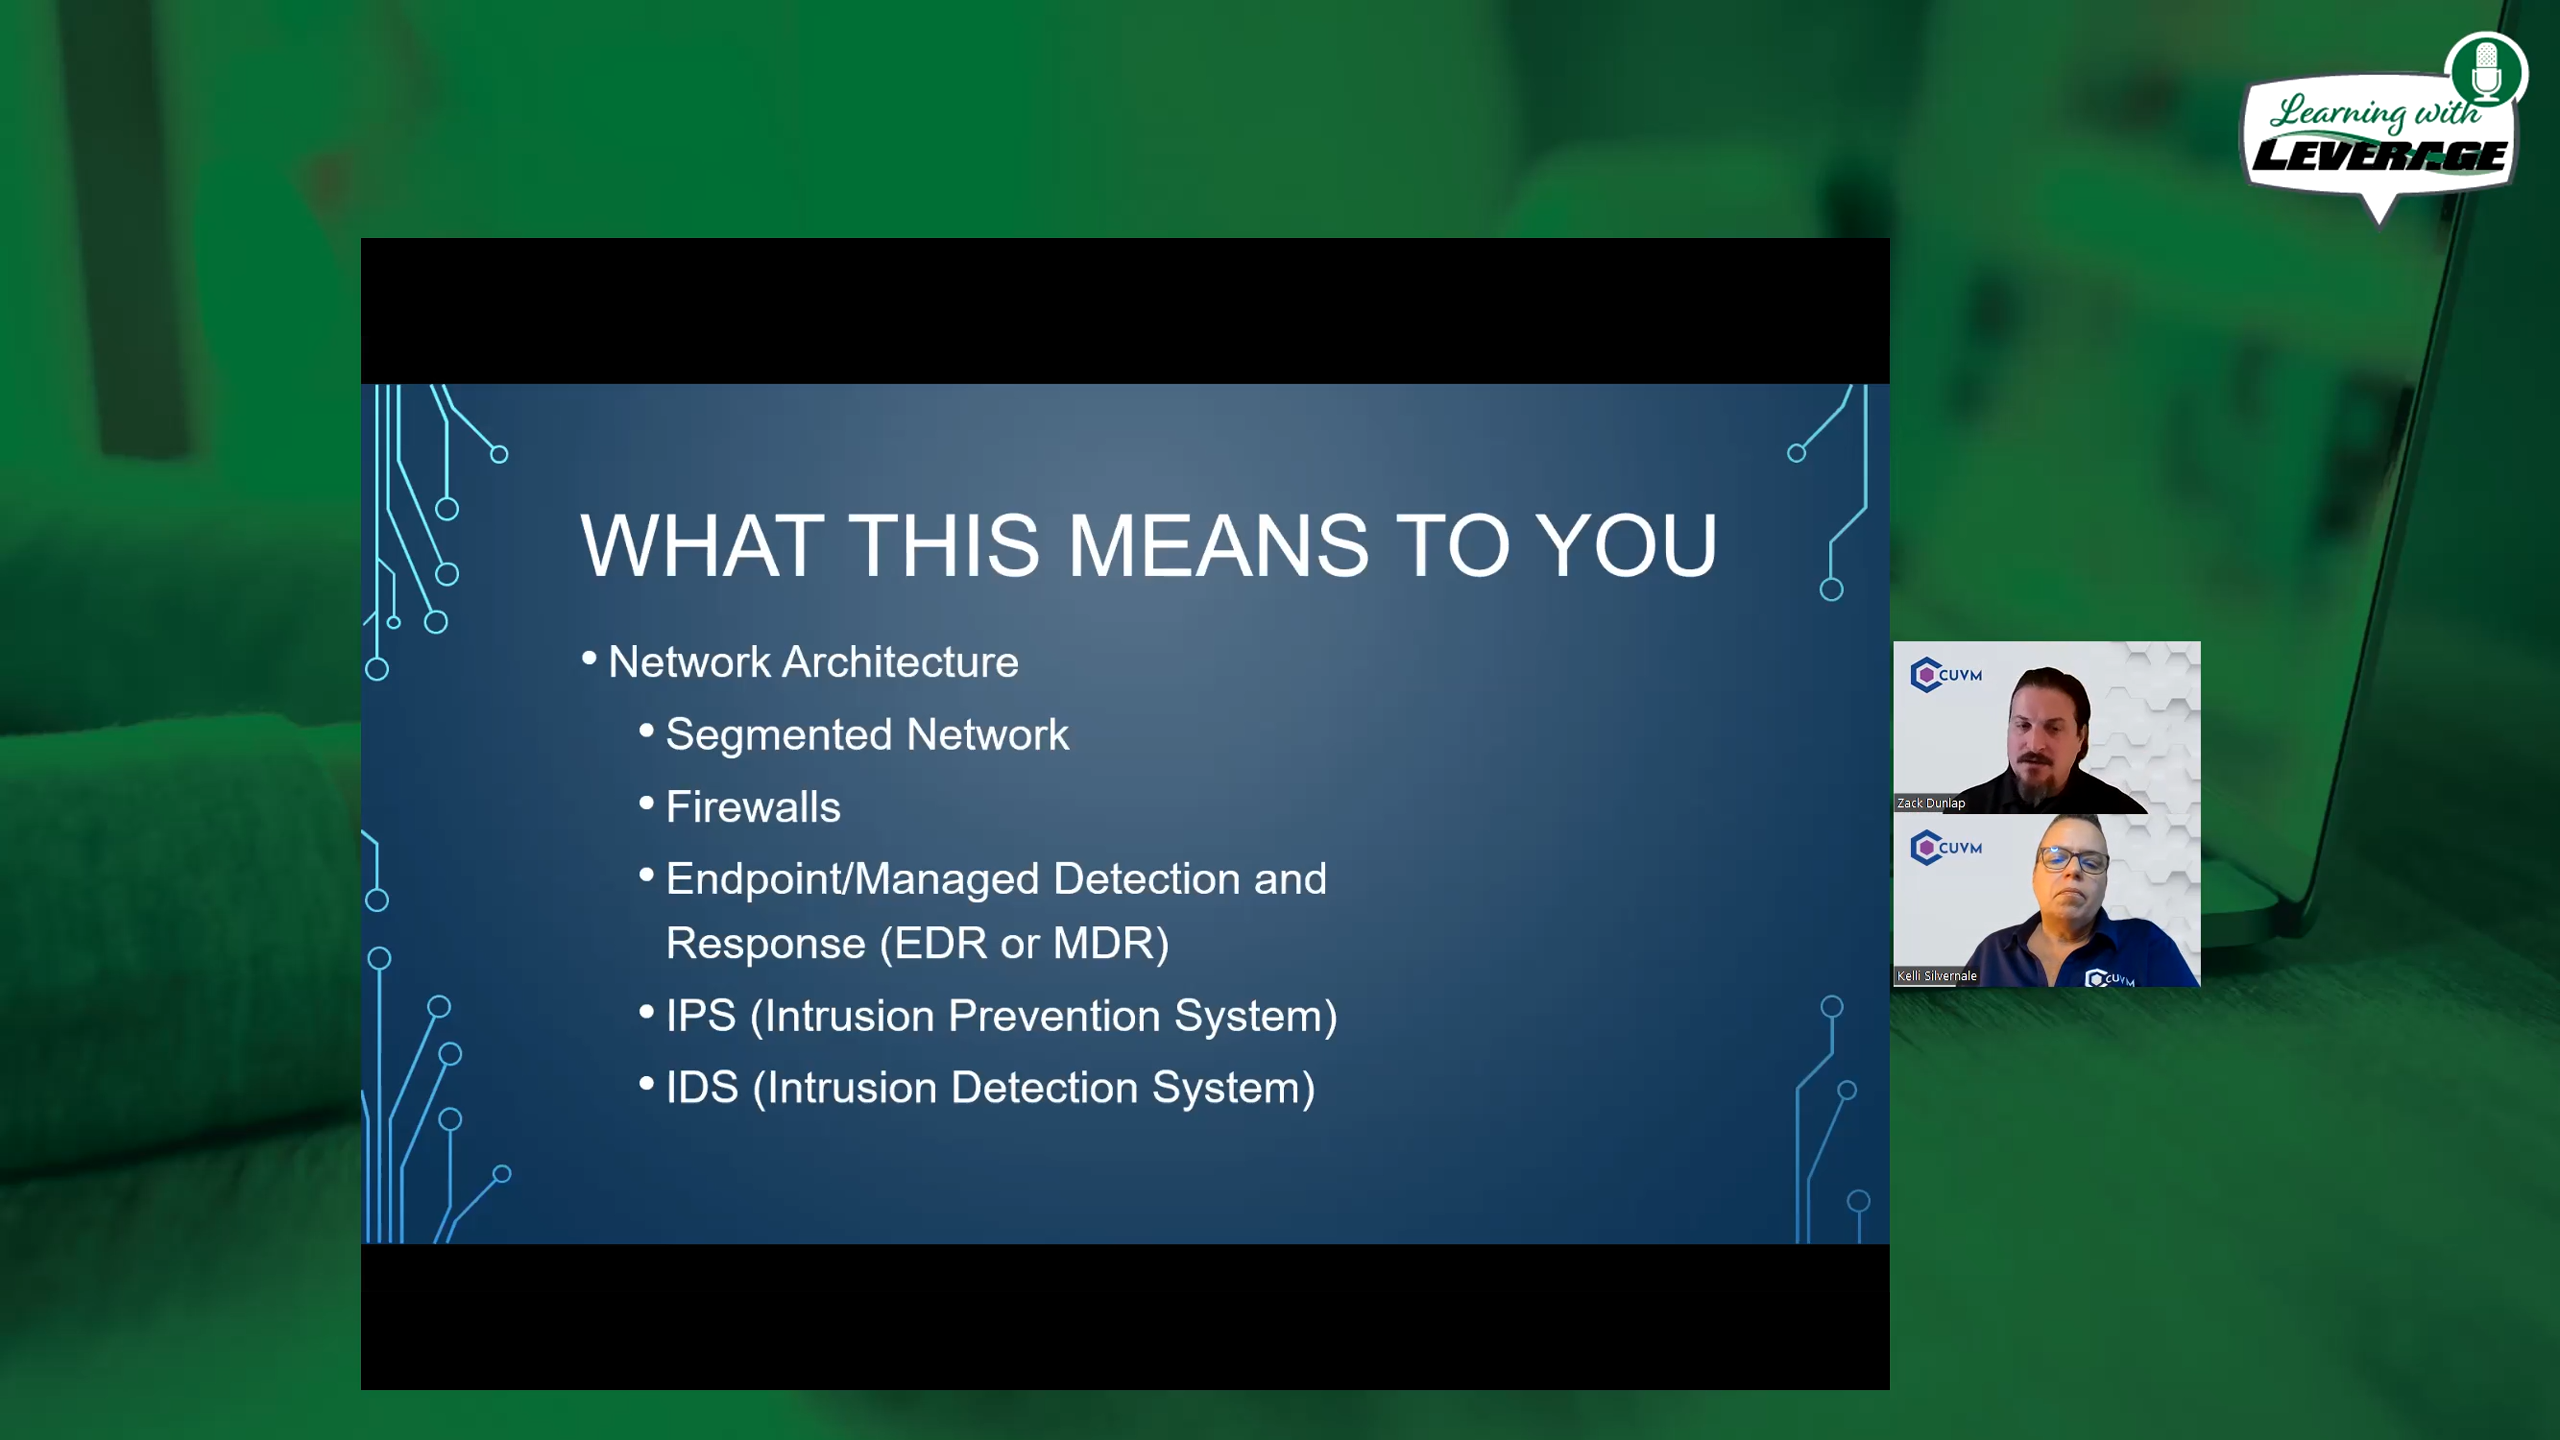 Learning with
LEVERAGE
WHAT THIS MEANS TO YOU
• Network Architecture
• Segmented Network
• Firewalls
• Endpoint/Managed Detection and
Response (EDR or MDR)
• IPS (Intrusion Prevention System)
• IDS (Intrusion Detection System)
CUVM
Zack Dunlap
CUVM
Kelli Silvernale
CUVM